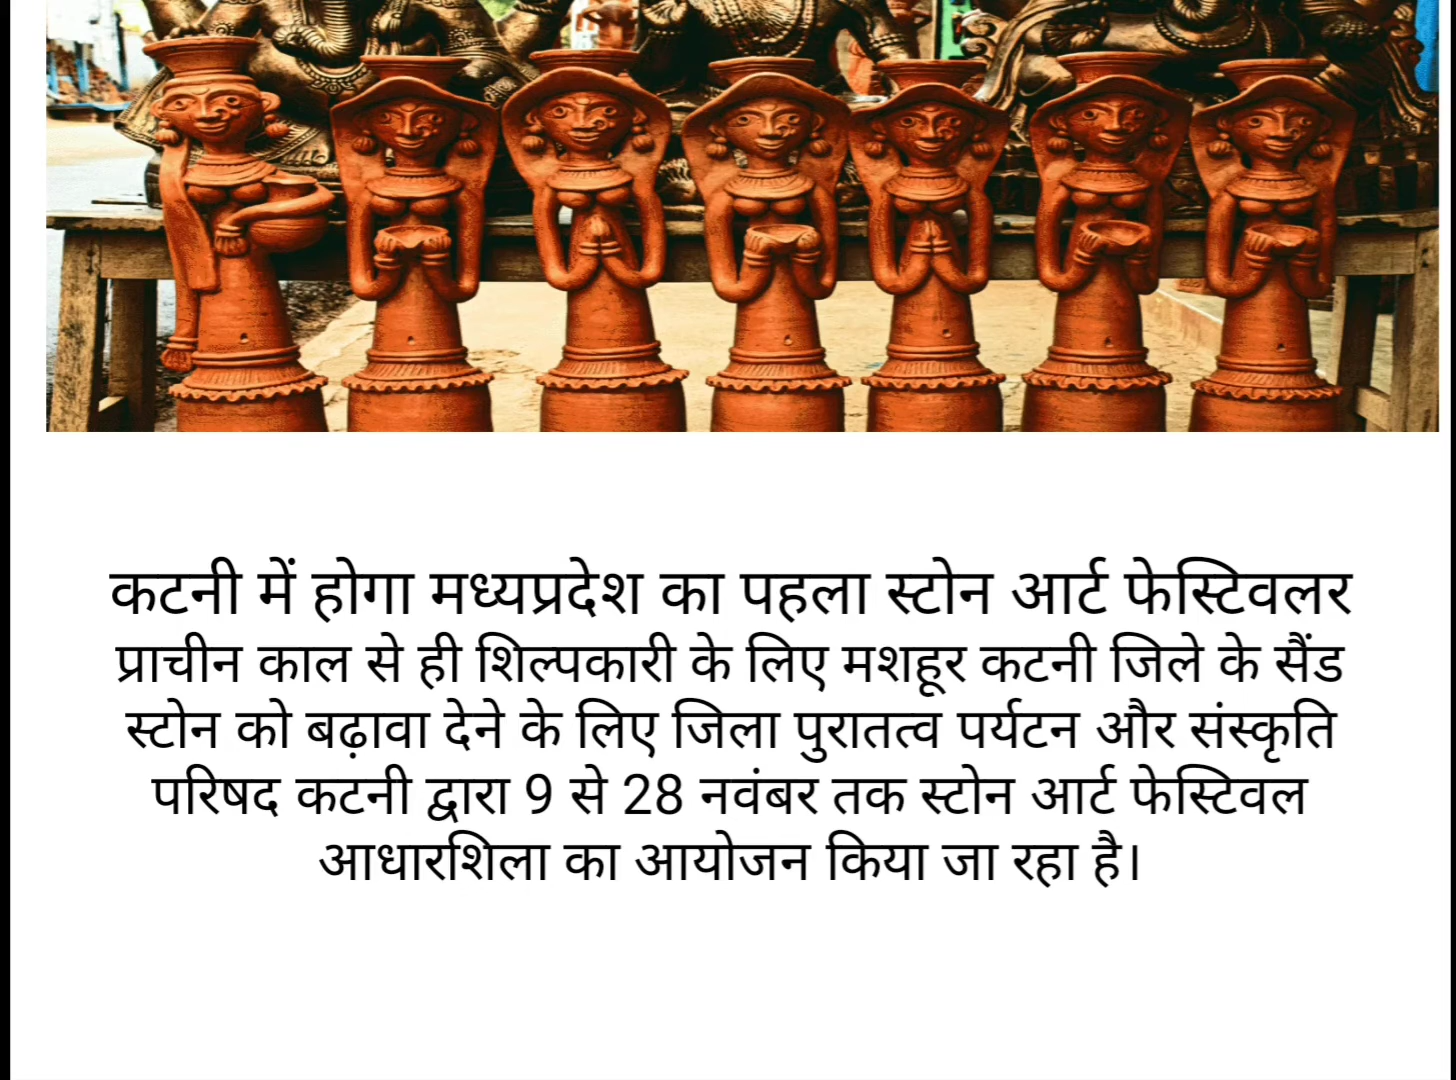 कटनी में होगा मध्यप्रदेश का पहला स्टोन आर्ट फेस्टिवलर
प्राचीन काल से ही शिल्पकारी के लिए मशहूर कटनी जिले के सैंड
स्टोन को बढ़ावा देने के लिए जिला पुरातत्व पर्यटन और संस्कृति
परिषद कटनी द्वारा 9 से 28 नवंबर तक स्टोन आर्ट फेस्टिवल
आधारशिला का आयोजन किया जा रहा है।